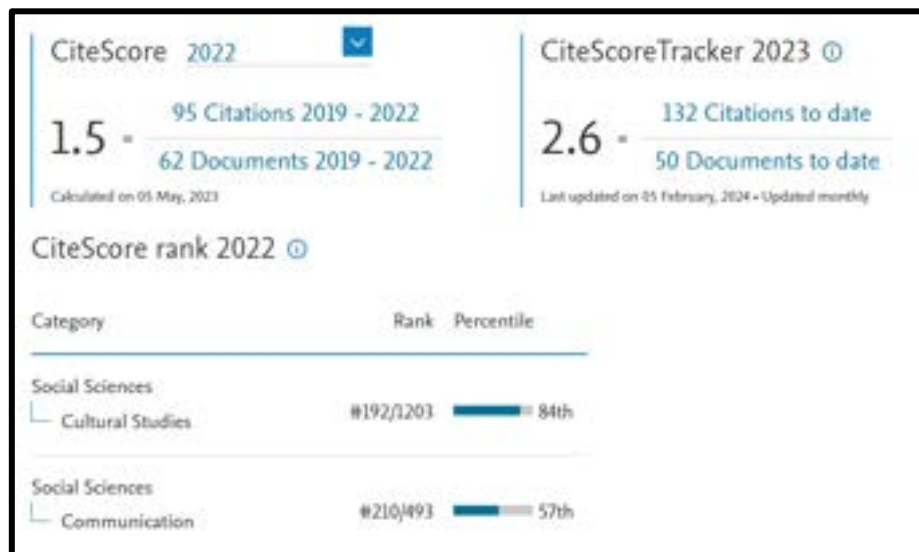 CiteScore 2022
1.5 =
95 Citations 2019 - 2022
62 Documents 2019 - 2022
Calculated on 05 May, 2023
CiteScoreTracker 2023
2.6 =
132 Citations to date
50 Documents to date
Last updated on 05 February, 2024 • Updated monthly
CiteScore rank 2022
Category Rank Percentile
Social Sciences
Cultural Studies #192/1203 84th
Social Sciences
Communication #210/493 57th